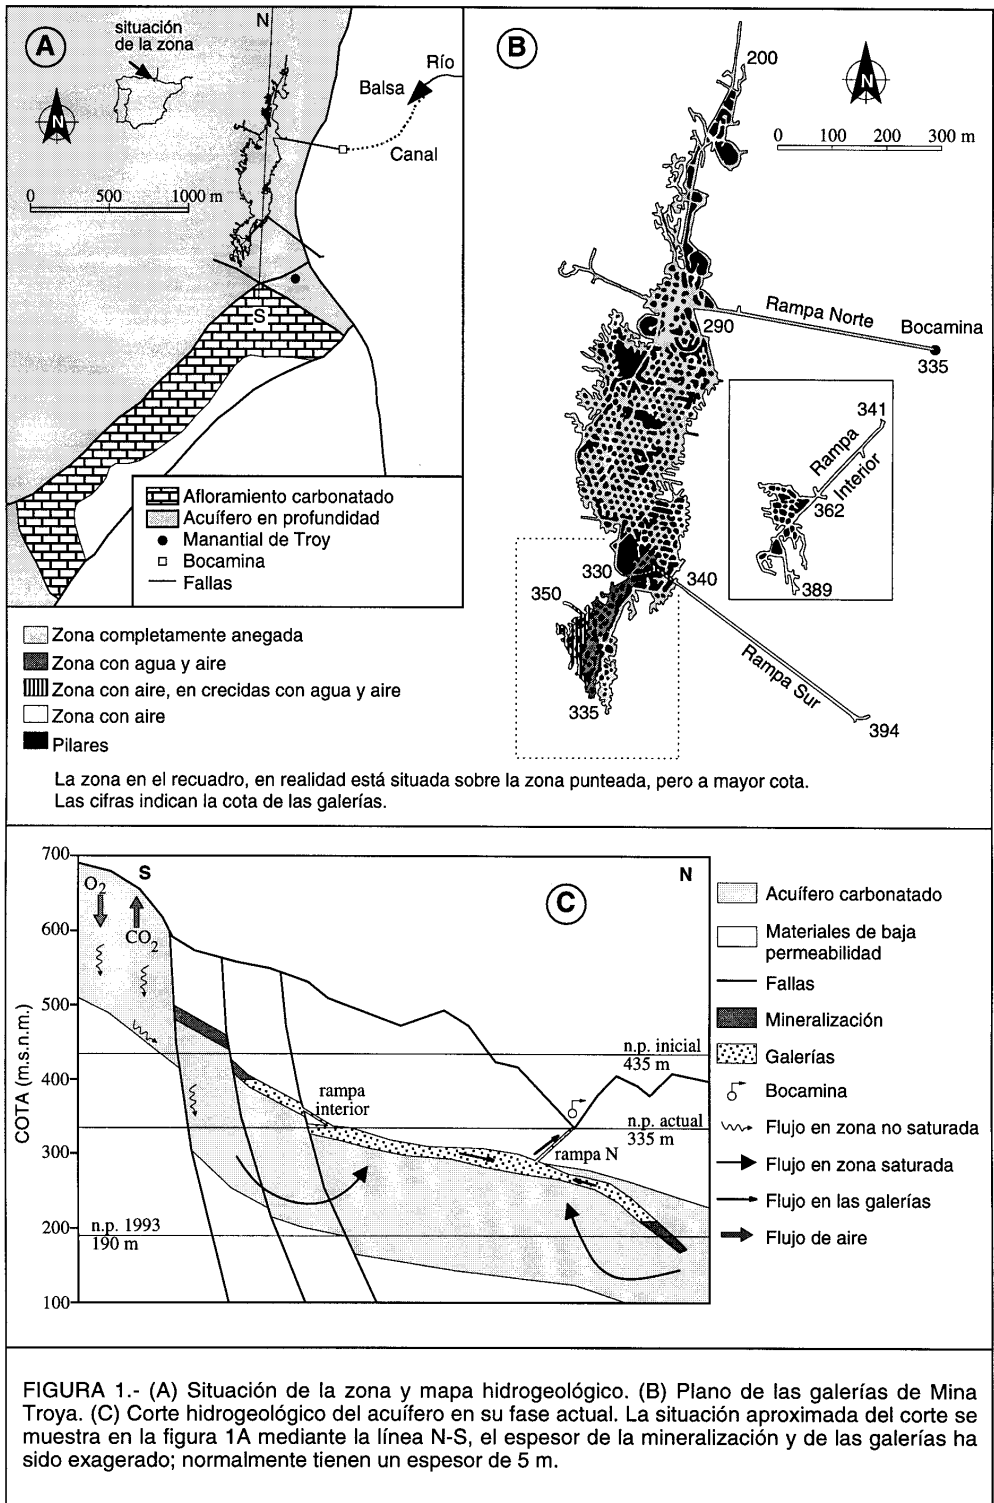 A
situación
de la zona
N
Río
Balsa
Canal
N
0 500 1000 m
S
Afloramiento carbonatado
Acuífero en profundidad
Manantial de Troy
Bocamina
Fallas
Zona completamente anegada
Zona con agua y aire
Zona con aire, en crecidas con agua y aire
Zona con aire
Pilares
B
200
N
0 100 200 300 m
Rampa Norte
Bocamina
290
335
341
Rampa
Interior
362
389
330
340
350
Rampa Sur
335
394
La zona en el recuadro, en realidad está situada sobre la zona punteada, pero a mayor cota.
Las cifras indican la cota de las galerías.
COTA (m.s.n.m.)
700
600
500
400
300
200
100
S
N
C
O2
CO2
n.p. inicial
435 m
rampa
interior
n.p. actual
335 m
rampa N
n.p. 1993
190 m
Acuífero carbonatado
Materiales de baja
permeabilidad
Fallas
Mineralización
Galerías
Bocamina
Flujo en zona no saturada
Flujo en zona saturada
Flujo en las galerías
Flujo de aire
FIGURA 1.- (A) Situación de la zona y mapa hidrogeológico. (B) Plano de las galerías de Mina
Troya. (C) Corte hidrogeológico del acuífero en su fase actual. La situación aproximada del corte se
muestra en la figura 1A mediante la línea N-S, el espesor de la mineralización y de las galerías ha
sido exagerado; normalmente tienen un espesor de 5 m.